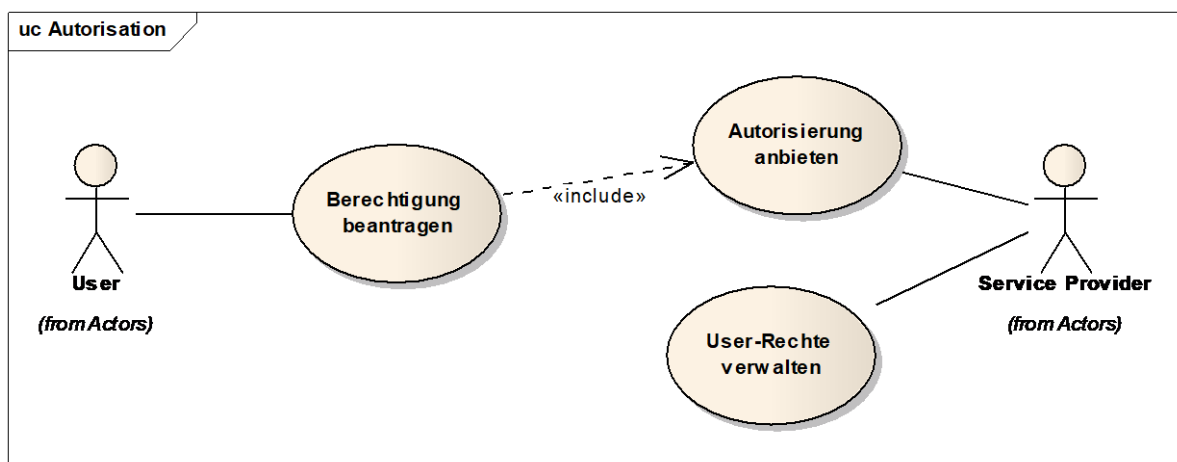 uc Autorisation
Autorisierung
anbieten
Berechtigung
beantragen
«include»
User
(from Actors)
Service Provider
(from Actors)
User-Rechte
verwalten